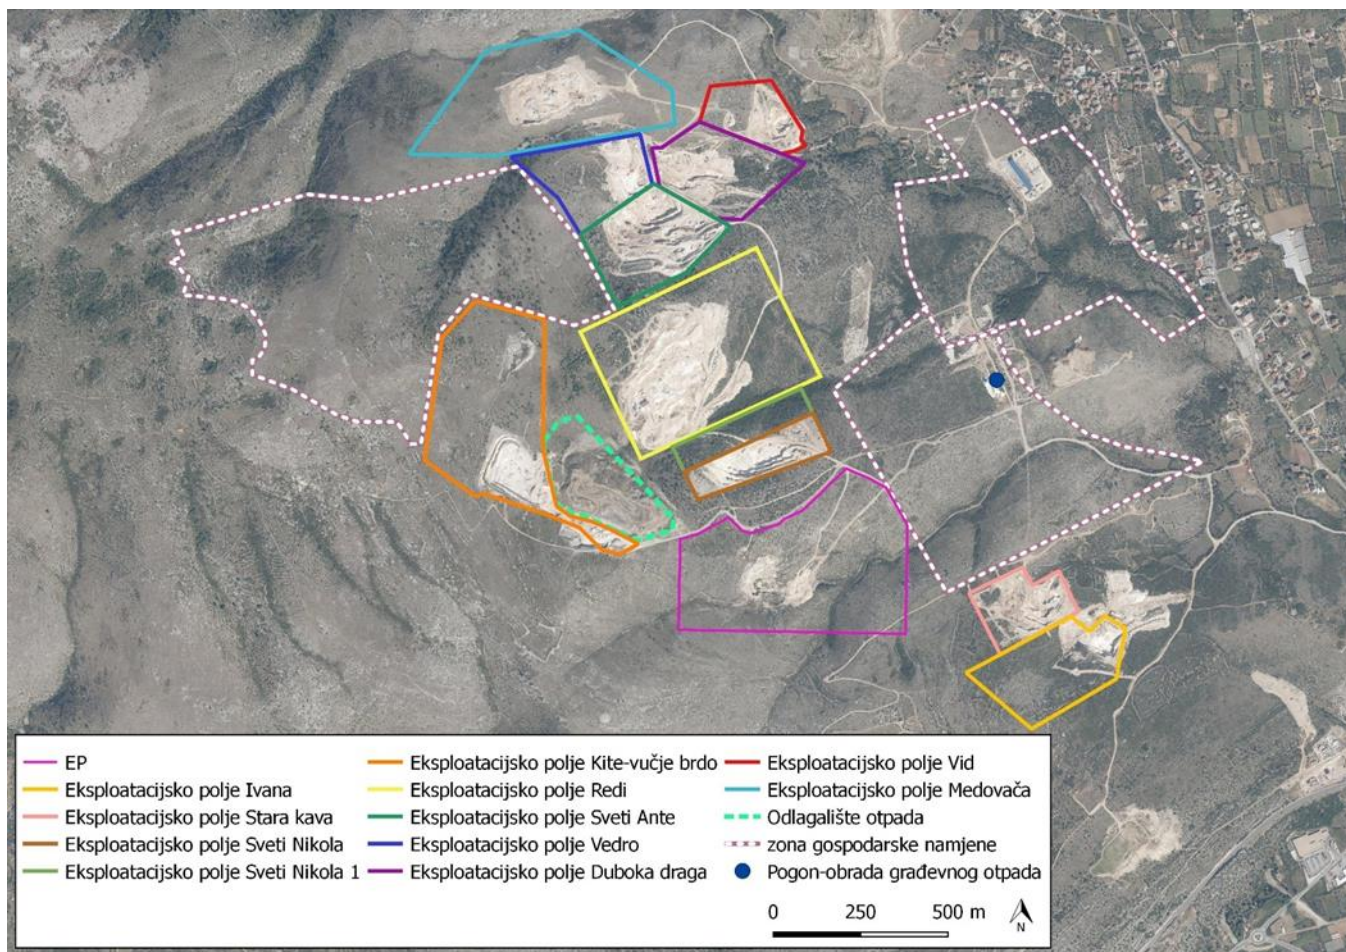 EP
Eksploatacijsko polje Ivana
Eksploatacijsko polje Stara kava
Eksploatacijsko polje Sveti Nikola
Eksploatacijsko polje Sveti Nikola 1
Eksploatacijsko polje Kite-vučje brdo
Eksploatacijsko polje Redi
Eksploatacijsko polje Sveti Ante
Eksploatacijsko polje Vedro
Eksploatacijsko polje Duboka draga
Eksploatacijsko polje Vid
Eksploatacijsko polje Medovača
Odlagalište otpada
zona gospodarske namjene
Pogon-obrada građevnog otpada
0 250 500 m
N